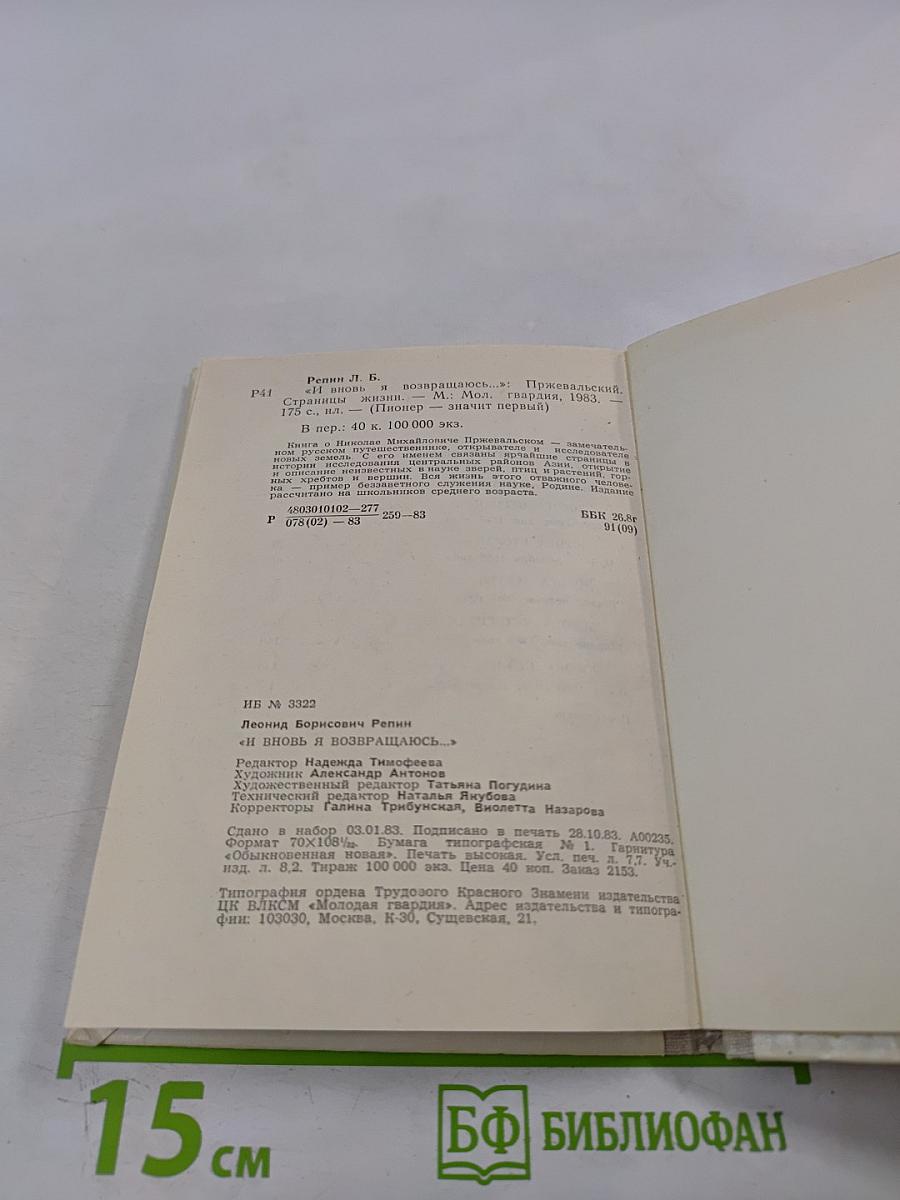 Репин Л. Б.
Р41 «И вновь я возвращаюсь...»: Пржевальский.
Страницы жизни. — М.: Мол. гвардия, 1983. —
175 с., ил. — (Пионер — значит первый)
В пер.: 40 к. 100 000 экз.
Книга о Николае Михайловиче Пржевальском — замечатель-
ном русском путешественнике, открывателе и исследователе
новых земель. С его именем связаны ярчайшие страницы в
истории исследования центральных районов Азии, открытие
и описание неизвестных в науке зверей, птиц и растений, гор-
ных хребтов и вершин. Вся жизнь этого отважного челове-
ка — пример беззаветного служения науке, Родине. Издание
рассчитано на школьников среднего возраста.
Р 4803010102—277
078(02) — 83
259—83
ББК 26.8г
91(09)
ИБ № 3322
Леонид Борисович Репин
«И ВНОВЬ Я ВОЗВРАЩАЮСЬ...»
Редактор Надежда Тимофеева
Художник Александр Антонов
Художественный редактор Татьяна Погудина
Технический редактор Наталья Якубова
Корректоры Галина Трибунская, Виолетта Назарова
Сдано в набор 03.01.83. Подписано в печать 28.10.83. А00235.
Формат 70×108¹/₃₂. Бумага типографская № 1. Гарнитура
«Обыкновенная новая». Печать высокая. Усл. печ. л. 7,7. Уч.-
изд. л. 8,2. Тираж 100 000 экз. Цена 40 коп. Заказ 2153.
Типография ордена Трудового Красного Знамени издательства
ЦК ВЛКСМ «Молодая гвардия». Адрес издательства и типогра-
фии: 103030, Москва, К-30, Сущевская, 21.
15 см
БФ БИБЛИОФАН